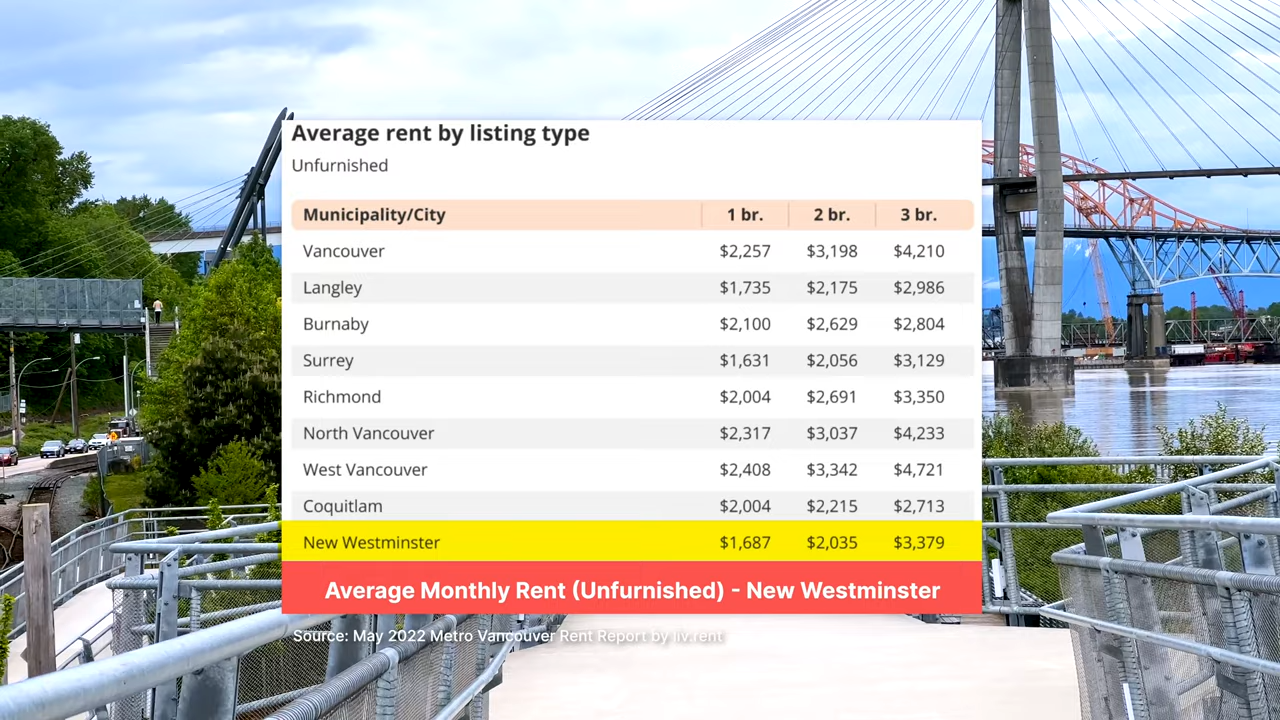 Average rent by listing type
Unfurnished
Municipality/City 1 br. 2 br. 3 br.
Vancouver $2,257 $3,198 $4,210
Langley $1,735 $2,175 $2,986
Burnaby $2,100 $2,629 $2,804
Surrey $1,631 $2,056 $3,129
Richmond $2,004 $2,691 $3,350
North Vancouver $2,317 $3,037 $4,233
West Vancouver $2,408 $3,342 $4,721
Coquitlam $2,004 $2,215 $2,713
New Westminster $1,687 $2,035 $3,379
Average Monthly Rent (Unfurnished) - New Westminster
Source: May 2022 Metro Vancouver Rent Report by liv.rent